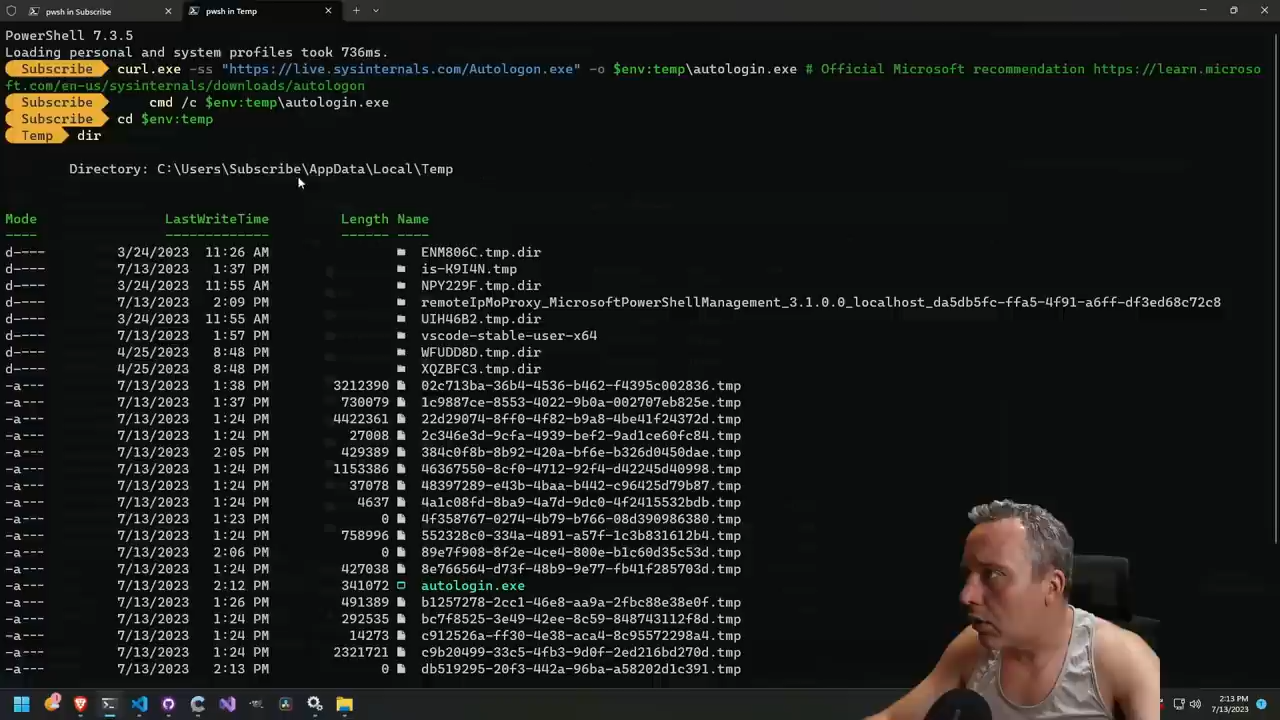 pwsh in Subscribe
pwsh in Temp
PowerShell 7.3.5
Loading personal and system profiles took 736ms.
Subscribe curl.exe -ss "https://live.sysinternals.com/Autologon.exe" -o $env:temp\autologin.exe # Official Microsoft recommendation https://learn.microso
ft.com/en-us/sysinternals/downloads/autologon
Subscribe cmd /c $env:temp\autologin.exe
Subscribe cd $env:temp
Temp dir
Directory: C:\Users\Subscribe\AppData\Local\Temp
Mode LastWriteTime Length Name
---- ------------- ------ ----
d---- 3/24/2023 11:26 AM ENM806C.tmp.dir
d---- 7/13/2023 1:37 PM is-K9I4N.tmp
d---- 3/24/2023 11:55 AM NPY229F.tmp.dir
d---- 7/13/2023 2:09 PM remoteIpMoProxy_MicrosoftPowerShellManagement_3.1.0.0_localhost_da5db5fc-ffa5-4f91-a6ff-df3ed68c72c8
d---- 3/24/2023 11:55 AM UIH46B2.tmp.dir
d---- 7/13/2023 1:57 PM vscode-stable-user-x64
d---- 4/25/2023 8:48 PM WFUDD8D.tmp.dir
d---- 4/25/2023 8:48 PM XQZBFC3.tmp.dir
-a--- 7/13/2023 1:38 PM 3212390 02c713ba-36b4-4536-b462-f4395c002836.tmp
-a--- 7/13/2023 1:37 PM 730079 1c9887ce-8553-4022-9b0a-002707eb825e.tmp
-a--- 7/13/2023 1:24 PM 4422361 22d29074-8ff0-4f82-b9a8-4be41f24372d.tmp
-a--- 7/13/2023 1:24 PM 27008 2c346e3d-9cfa-4939-bef2-9ad1ce60fc84.tmp
-a--- 7/13/2023 2:05 PM 429389 384c0f8b-8b92-420a-bf6e-b326d0450dae.tmp
-a--- 7/13/2023 1:24 PM 1153386 46367550-8cf0-4712-92f4-d42245d40998.tmp
-a--- 7/13/2023 1:24 PM 37078 48397289-e43b-4baa-b442-c96425d79b87.tmp
-a--- 7/13/2023 1:24 PM 4637 4a1c08fd-8ba9-4a7d-9dc0-4f2415532bdb.tmp
-a--- 7/13/2023 1:23 PM 0 4f358767-0274-4b79-b766-08d390986380.tmp
-a--- 7/13/2023 1:24 PM 758996 552328c0-334a-4891-a57f-1c3b831612b4.tmp
-a--- 7/13/2023 2:06 PM 0 89e7f908-8f2e-4ce4-800e-b1c60d35c53d.tmp
-a--- 7/13/2023 1:24 PM 427038 8e766564-d73f-48b9-9e77-fb41f285703d.tmp
-a--- 7/13/2023 2:12 PM 341072 autologin.exe
-a--- 7/13/2023 1:26 PM 491389 b1257278-2cc1-46e8-aa9a-2fbc88e38e0f.tmp
-a--- 7/13/2023 1:24 PM 292535 bc7f8525-3e49-42ee-8c59-848743112f8d.tmp
-a--- 7/13/2023 1:24 PM 14273 c912526a-ff30-4e38-aca4-8c95572298a4.tmp
-a--- 7/13/2023 1:24 PM 2321721 c9b20499-33c5-4fb3-9d0f-2ed216bd270d.tmp
-a--- 7/13/2023 2:13 PM 0 db519295-20f3-442a-96ba-a58202d1c391.tmp
2:13 PM
7/13/2023